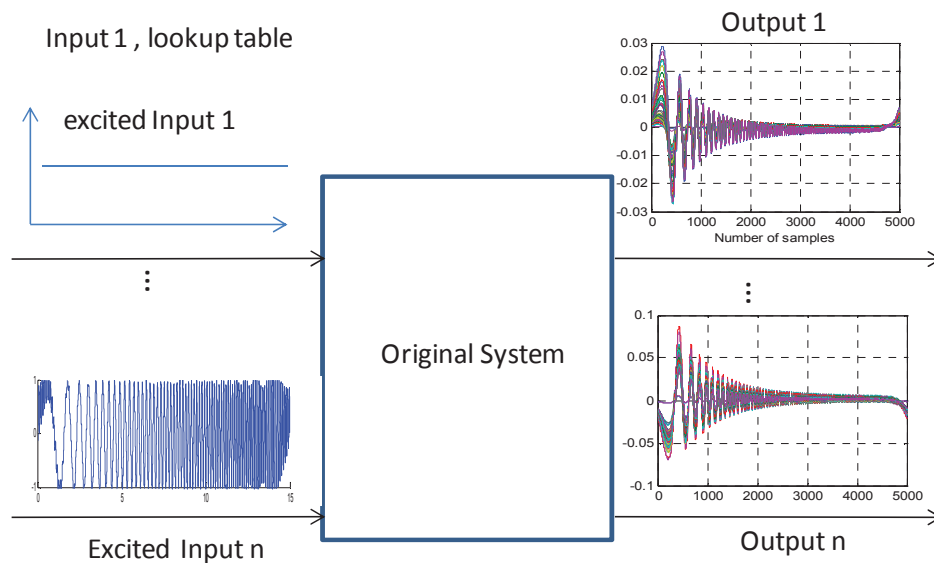 Input 1 , lookup table
excited Input 1
Output 1
0.03
0.02
0.01
0
-0.01
-0.02
-0.03
0 1000 2000 3000 4000 5000
Number of samples
⋮
⋮
Original System
0.1
0.05
0
-0.05
-0.1
0 1000 2000 3000 4000 5000
1
0
-1
0 5 10 15
Excited Input n
Output n